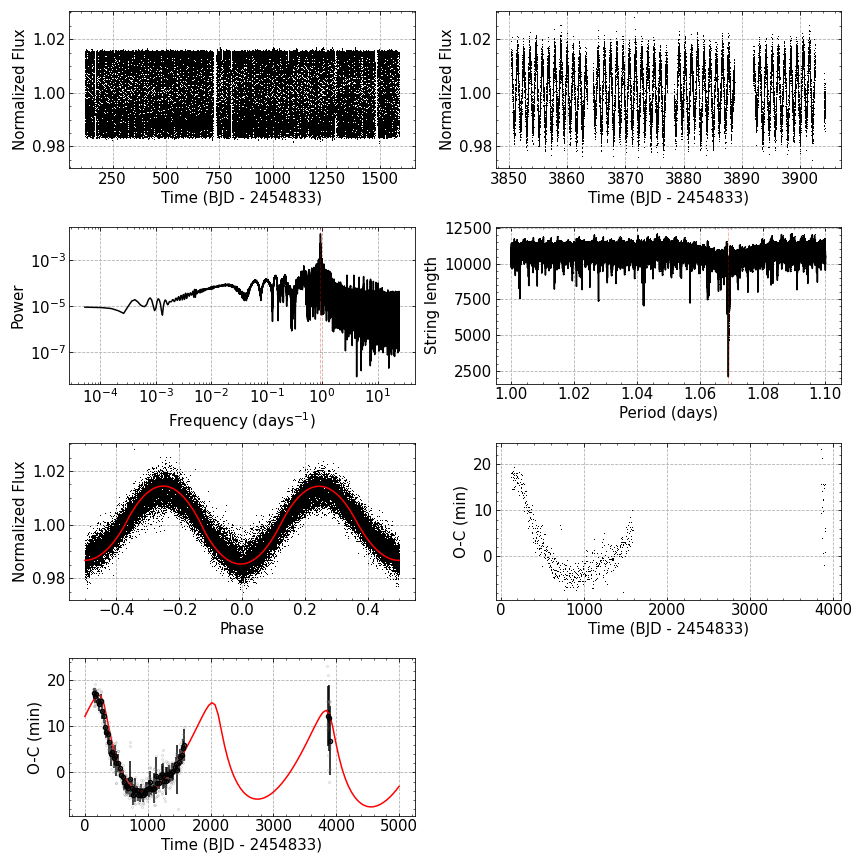 1.02
1.00
0.98
Normalized Flux
250 500 750 1000 1250 1500
Time (BJD - 2454833)
1.02
1.00
0.98
Normalized Flux
3850 3860 3870 3880 3890 3900
Time (BJD - 2454833)
10⁻³
10⁻⁵
10⁻⁷
Power
10⁻⁴ 10⁻³ 10⁻² 10⁻¹ 10⁰ 10¹
Frequency (days⁻¹)
12500
10000
7500
5000
2500
String length
1.00 1.02 1.04 1.06 1.08 1.10
Period (days)
1.02
1.00
0.98
Normalized Flux
−0.4 −0.2 0.0 0.2 0.4
Phase
20
10
0
O-C (min)
0 1000 2000 3000 4000
Time (BJD - 2454833)
20
10
0
O-C (min)
0 1000 2000 3000 4000 5000
Time (BJD - 2454833)